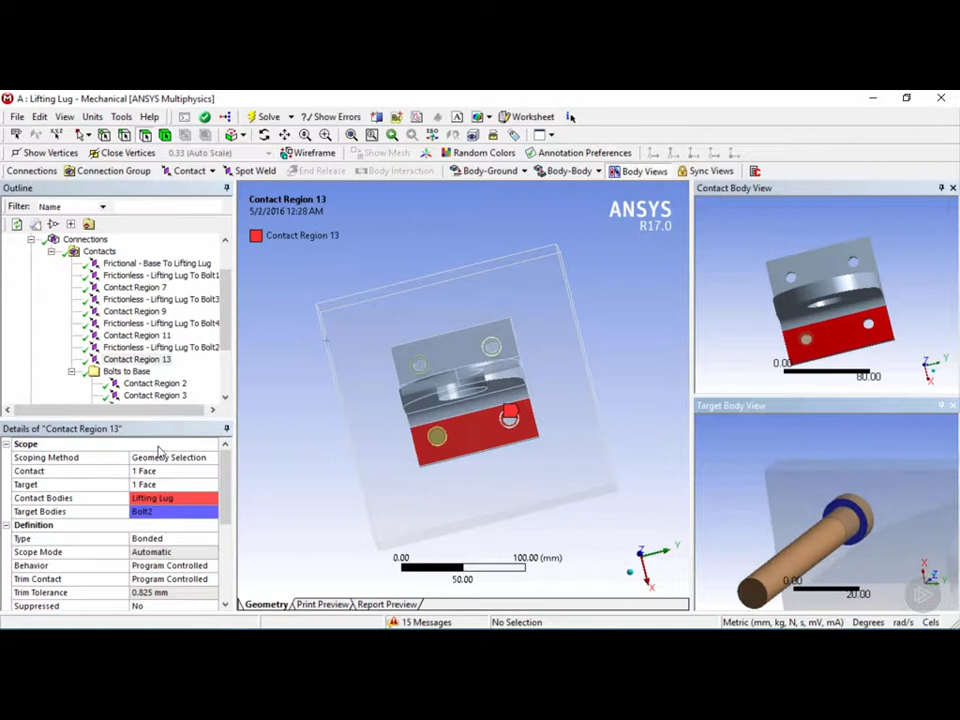 A : Lifting Lug - Mechanical [ANSYS Multiphysics]
File Edit View Units Tools Help Solve ?/ Show Errors Worksheet
Show Vertices Close Vertices 0.33 (Auto Scale) Wireframe Show Mesh Random Colors Annotation Preferences
Connections Connection Group Contact Spot Weld End Release Body Interaction Body-Ground Body-Body Body Views Sync Views
Outline
Filter: Name
Connections
Contacts
Frictional - Base To Lifting Lug
Frictionless - Lifting Lug To Bolt1
Contact Region 7
Frictionless - Lifting Lug To Bolt3
Contact Region 9
Frictionless - Lifting Lug To Bolt4
Contact Region 11
Frictionless - Lifting Lug To Bolt2
Contact Region 13
Bolts to Base
Contact Region 2
Contact Region 3
Details of "Contact Region 13"
Scope
Scoping Method Geometry Selection
Contact 1 Face
Target 1 Face
Contact Bodies Lifting Lug
Target Bodies Bolt2
Definition
Type Bonded
Scope Mode Automatic
Behavior Program Controlled
Trim Contact Program Controlled
Trim Tolerance 0.825 mm
Suppressed No
Contact Region 13
5/2/2016 12:28 AM
Contact Region 13
ANSYS
R17.0
0.00 100.00 (mm)
50.00
Z Y X
Geometry Print Preview Report Preview
Contact Body View
0.00
80.00
Z Y X
Target Body View
0.00
20.00
X Y Z
15 Messages No Selection Metric (mm, kg, N, s, mV, mA) Degrees rad/s Cels